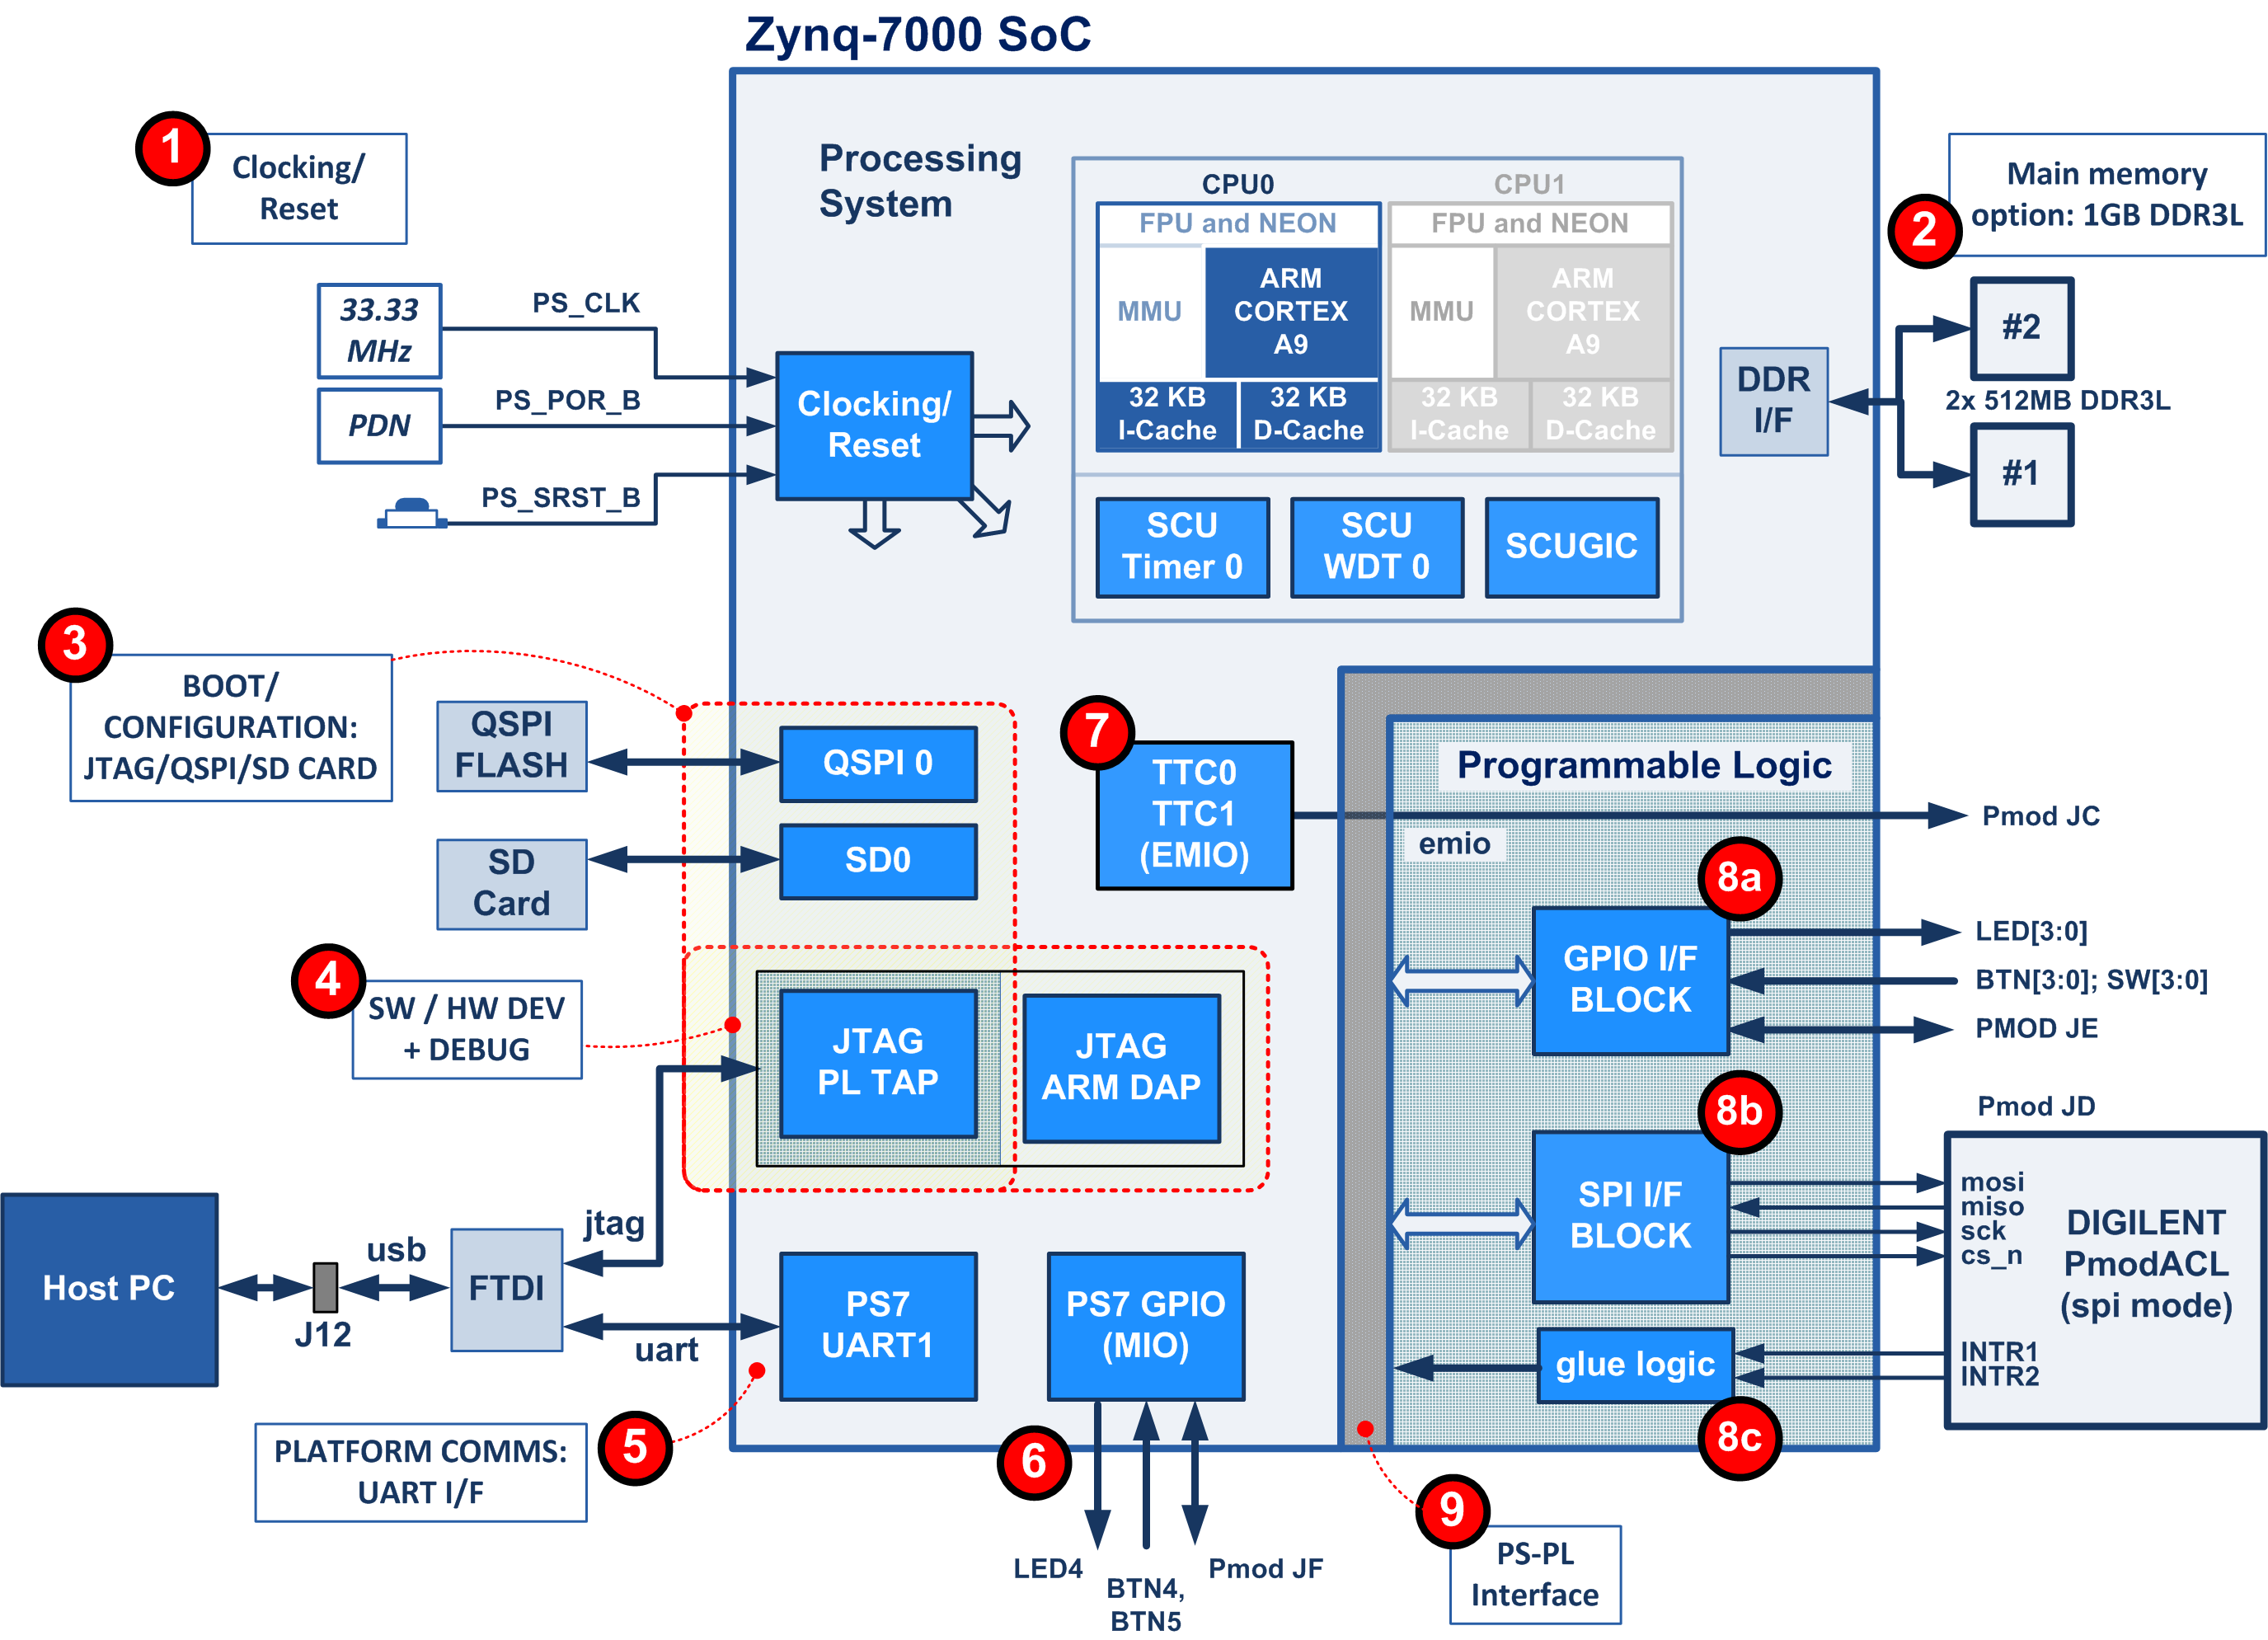 Zynq-7000 SoC
1
Clocking/
Reset
33.33
MHz
PS_CLK
PDN
PS_POR_B
PS_SRST_B
Processing
System
Clocking/
Reset
CPU0
FPU and NEON
MMU
ARM
CORTEX
A9
32 KB
I-Cache
32 KB
D-Cache
CPU1
FPU and NEON
MMU
ARM
CORTEX
A9
32 KB
I-Cache
32 KB
D-Cache
SCU
Timer 0
SCU
WDT 0
SCUGIC
2
Main memory
option: 1GB DDR3L
DDR
I/F
#2
2x 512MB DDR3L
#1
3
BOOT/
CONFIGURATION:
JTAG/QSPI/SD CARD
QSPI
FLASH
QSPI 0
SD
Card
SD0
4
SW / HW DEV
+ DEBUG
JTAG
PL TAP
JTAG
ARM DAP
7
TTC0
TTC1
(EMIO)
Programmable Logic
emio
Pmod JC
8a
GPIO I/F
BLOCK
LED[3:0]
BTN[3:0]; SW[3:0]
PMOD JE
8b
SPI I/F
BLOCK
Pmod JD
mosi
miso
sck
cs_n
DIGILENT
PmodACL
(spi mode)
INTR1
INTR2
glue logic
8c
Host PC
J12
usb
FTDI
jtag
uart
PS7
UART1
PS7 GPIO
(MIO)
5
PLATFORM COMMS:
UART I/F
6
LED4
BTN4,
BTN5
Pmod JF
9
PS-PL
Interface